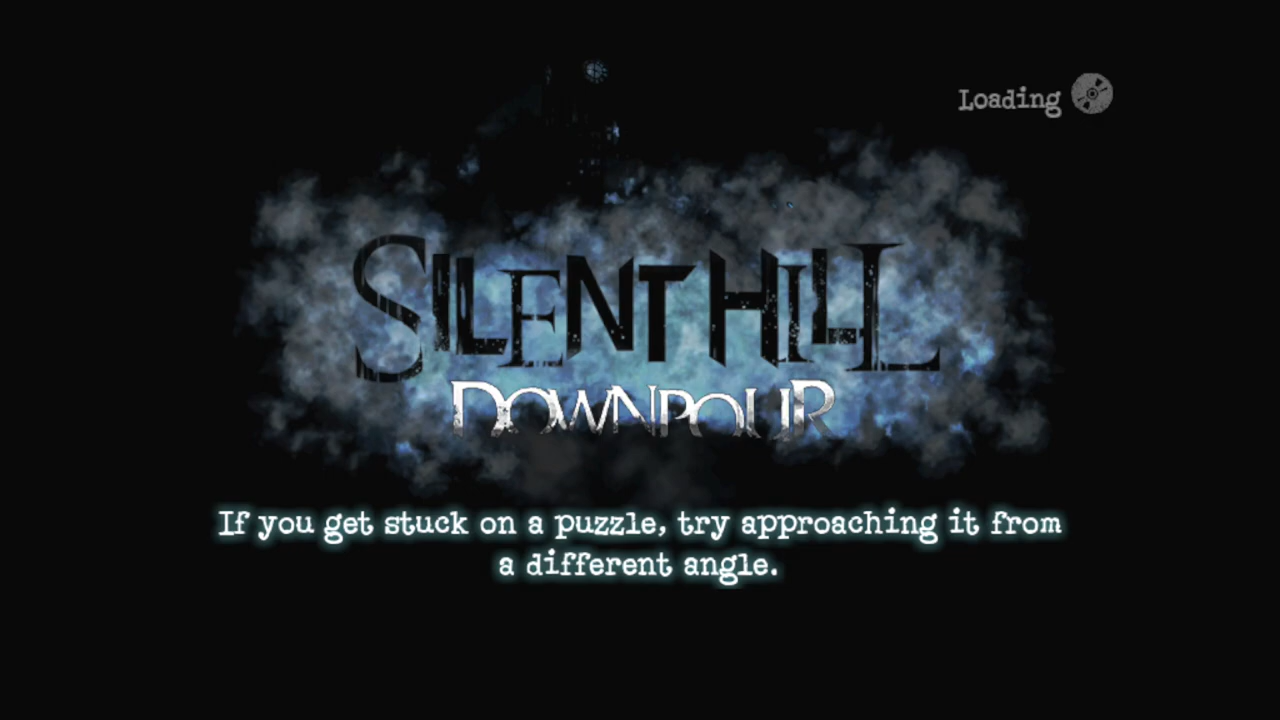 Loading
SILENT HILL
DOWNPOUR
If you get stuck on a puzzle, try approaching it from
a different angle.